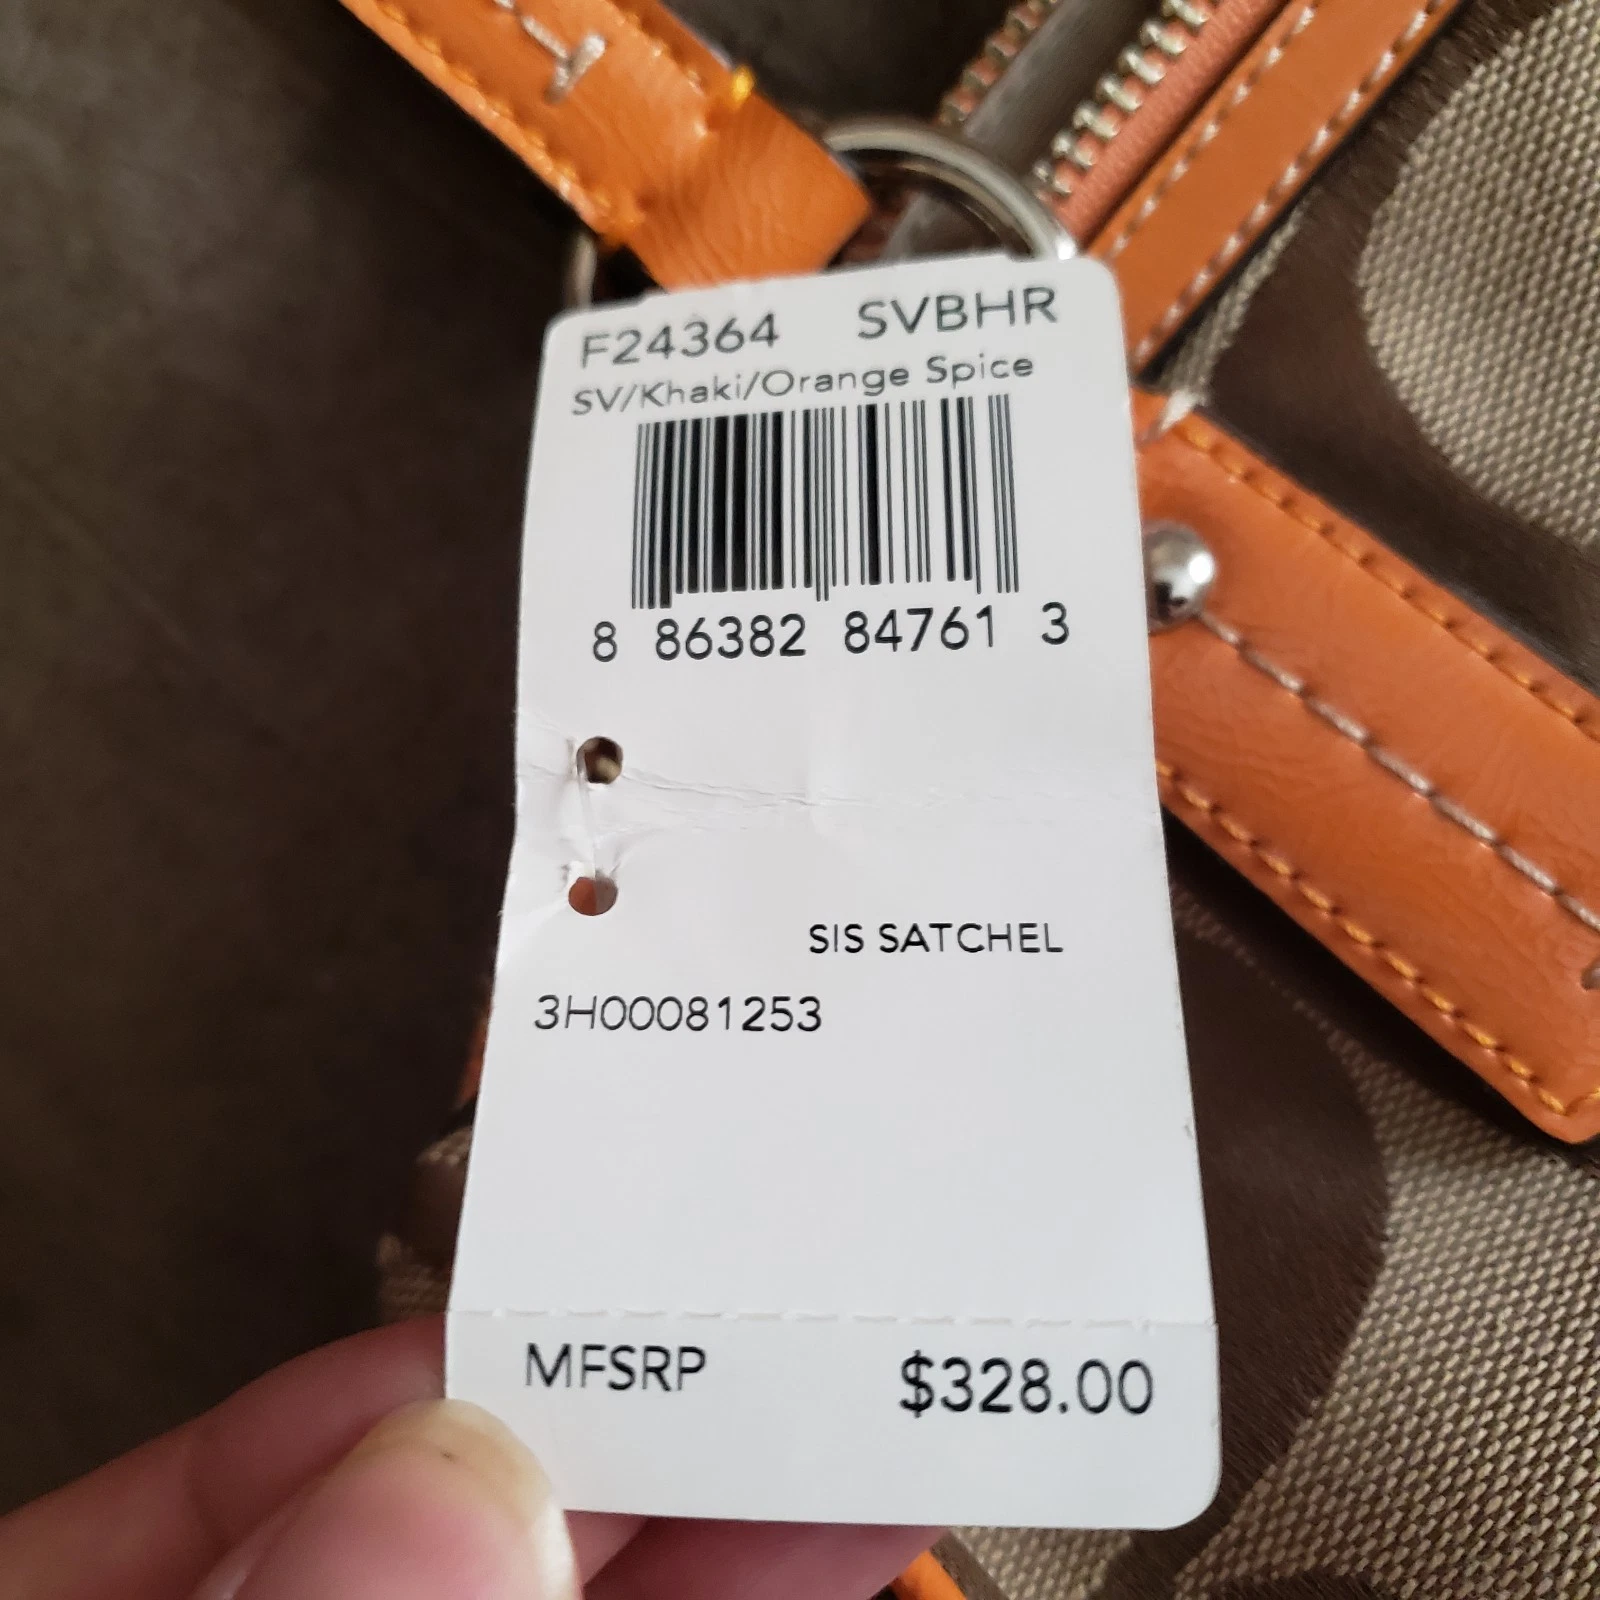 F24364 SVBHR
SV/Khaki/Orange Spice
8 86382 84761 3
SIS SATCHEL
3H00081253
MFSRP $328.00